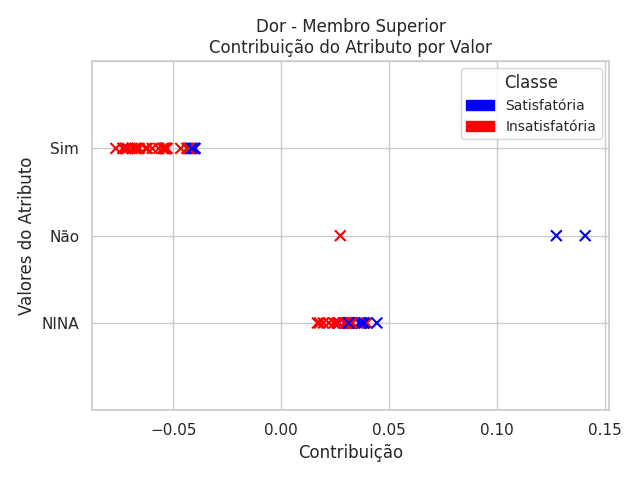 Dor - Membro Superior
Contribuição do Atributo por Valor
Classe
Satisfatória
Insatisfatória
Valores do Atributo
Sim
Não
NINA
−0.05
0.00
0.05
0.10
0.15
Contribuição